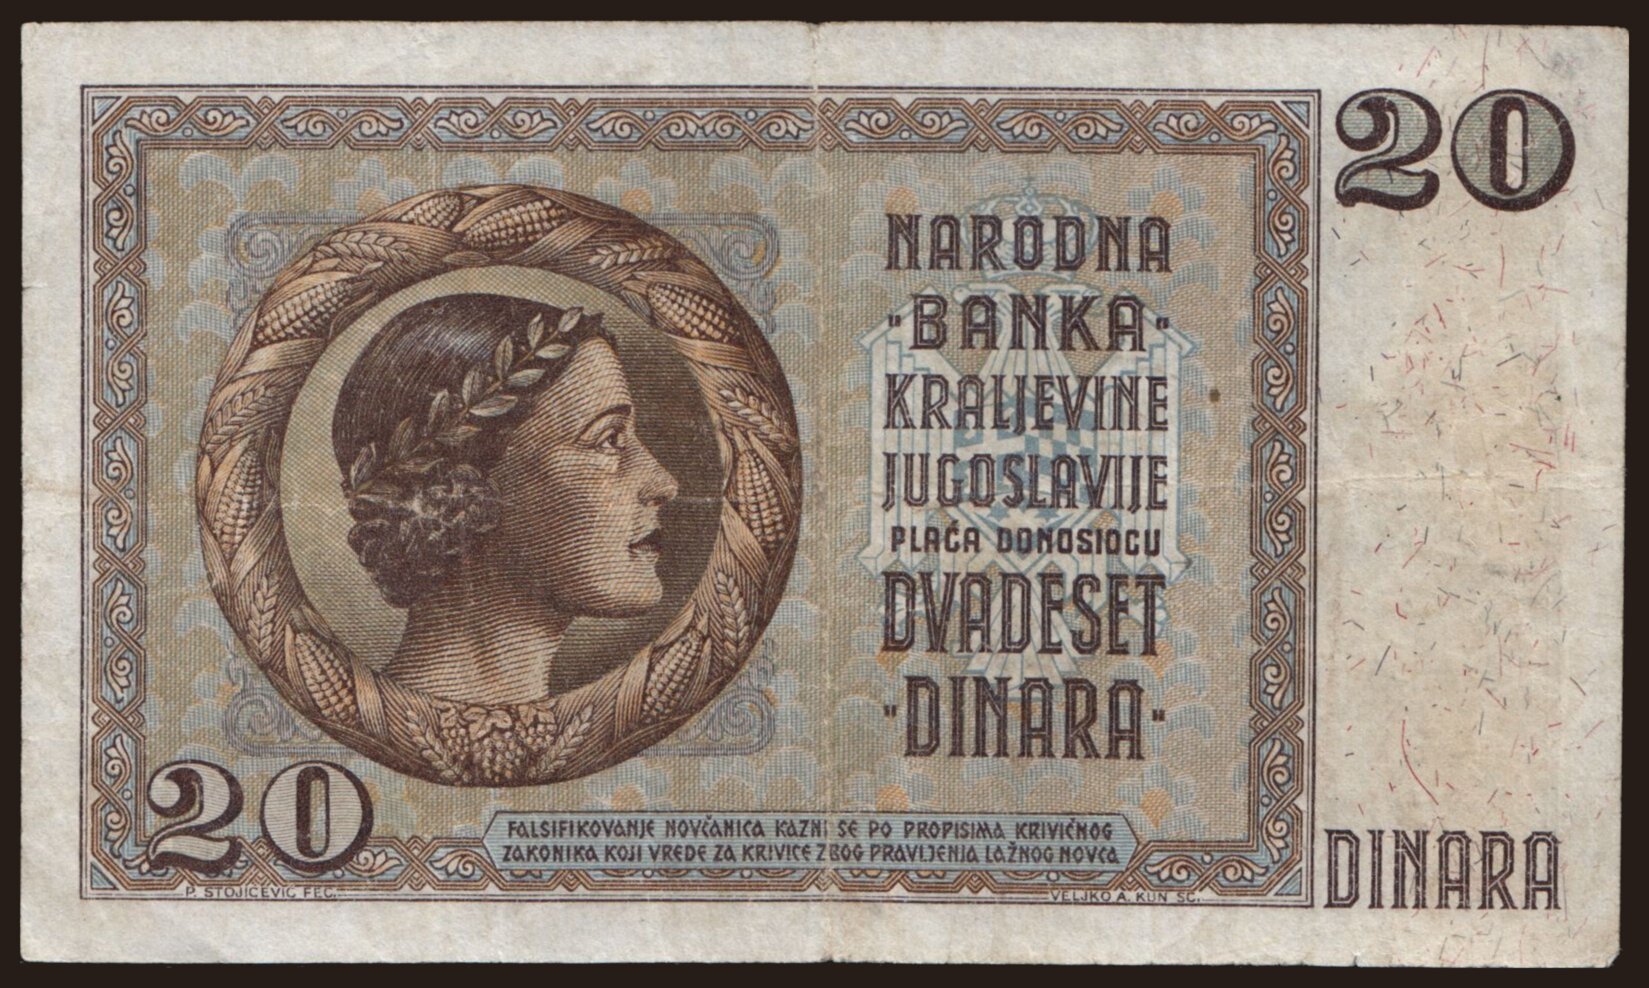 20
NARODNA
BANKA
KRALJEVINE
JUGOSLAVIJE
PLAĆA DONOSIOCU
DVADESET
DINARA
20
FALSIFIKOVANJE NOVČANICA KAZNI SE PO PROPISIMA KRIVIČNOG
ZAKONIKA KOJI VREDE ZA KRIVICE ZBOG PRAVLJENJA LAŽNOG NOVCA
DINARA
P. STOJIĆEVIĆ FEC.
VELJKO A. KUN SC.